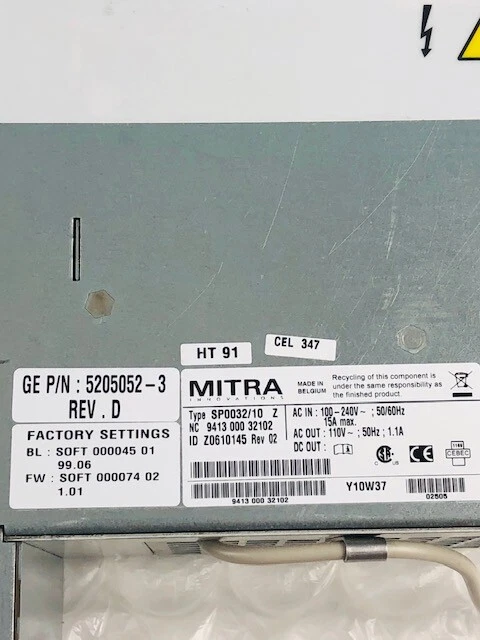 HT 91
CEL 347
GE P/N : 5205052-3
REV . D
FACTORY SETTINGS
BL : SOFT 000045 01
99.06
FW : SOFT 000074 02
1.01
MITRA
INNOVATIONS
MADE IN
BELGIUM
Recycling of this component is
under the same responsibility as
the finished product
Type SP0032/10 Z
NC 9413 000 32102
ID Z0610145 Rev 02
AC IN : 100-240V~ ; 50/60Hz
15A max.
AC OUT : 110V~ ; 50Hz ; 1.1A
DC OUT :
CE
CEBEC
9413 000 32102
Y10W37
02505